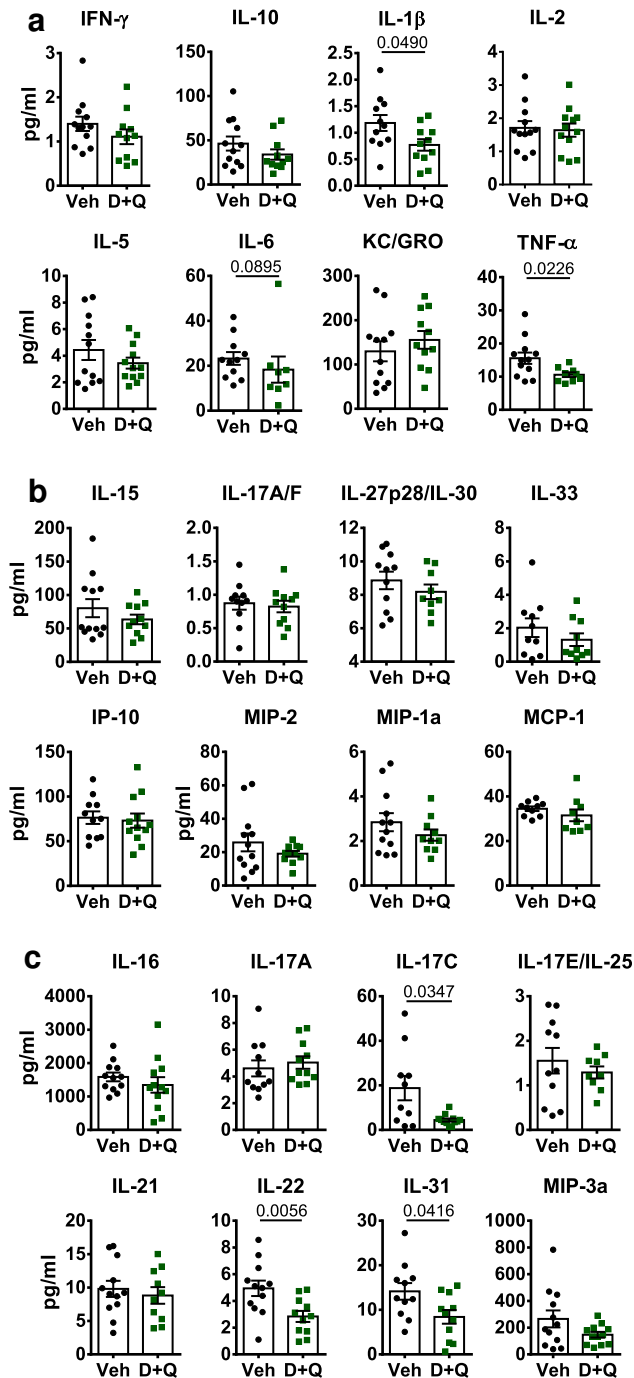 a
IFN-γ IL-10 IL-1β IL-2
0.0490
pg/ml
3 150 2.5 4
2 100 2.0 3
1 50 1.5 2
0 0 1.0 1
0.5 0
0.0
Veh D+Q Veh D+Q Veh D+Q Veh D+Q
IL-5 IL-6 KC/GRO TNF-α
0.0895 0.0226
pg/ml
10 60 300 40
8 40 200 30
6 20 100 20
4 0 0 10
2 0
0
Veh D+Q Veh D+Q Veh D+Q Veh D+Q
b
IL-15 IL-17A/F IL-27p28/IL-30 IL-33
pg/ml
200 2.0 12 8
150 1.5 10 6
100 1.0 8 4
50 0.5 6 2
0 0.0 4 0
Veh D+Q Veh D+Q Veh D+Q Veh D+Q
IP-10 MIP-2 MIP-1a MCP-1
pg/ml pg/ml
150 80 6 60
100 60 4 40
50 40 2 20
0 20 0 0
0
Veh D+Q Veh D+Q Veh D+Q Veh D+Q
c
IL-16 IL-17A IL-17C IL-17E/IL-25
0.0347
pg/ml
4000 10 60 3
3000 8 40 2
2000 6 20 1
1000 4 0 0
0 2
0
Veh D+Q Veh D+Q Veh D+Q Veh D+Q
IL-21 IL-22 IL-31 MIP-3a
0.0056 0.0416
pg/ml
20 10 30 1000
15 8 20 800
10 6 10 600
5 4 0 400
0 2 200
0 0
Veh D+Q Veh D+Q Veh D+Q Veh D+Q